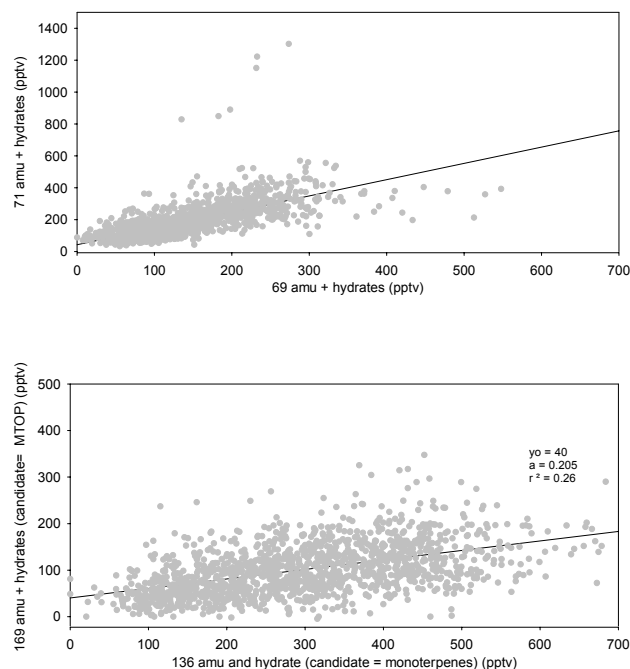 1400
1200
1000
800
600
400
200
0
71 amu + hydrates (pptv)
0 100 200 300 400 500 600 700
69 amu + hydrates (pptv)
500
400
300
200
100
0
169 amu + hydrates (candidate= MTOP) (pptv)
yo = 40
a = 0.205
r ² = 0.26
0 100 200 300 400 500 600 700
136 amu and hydrate (candidate = monoterpenes) (pptv)